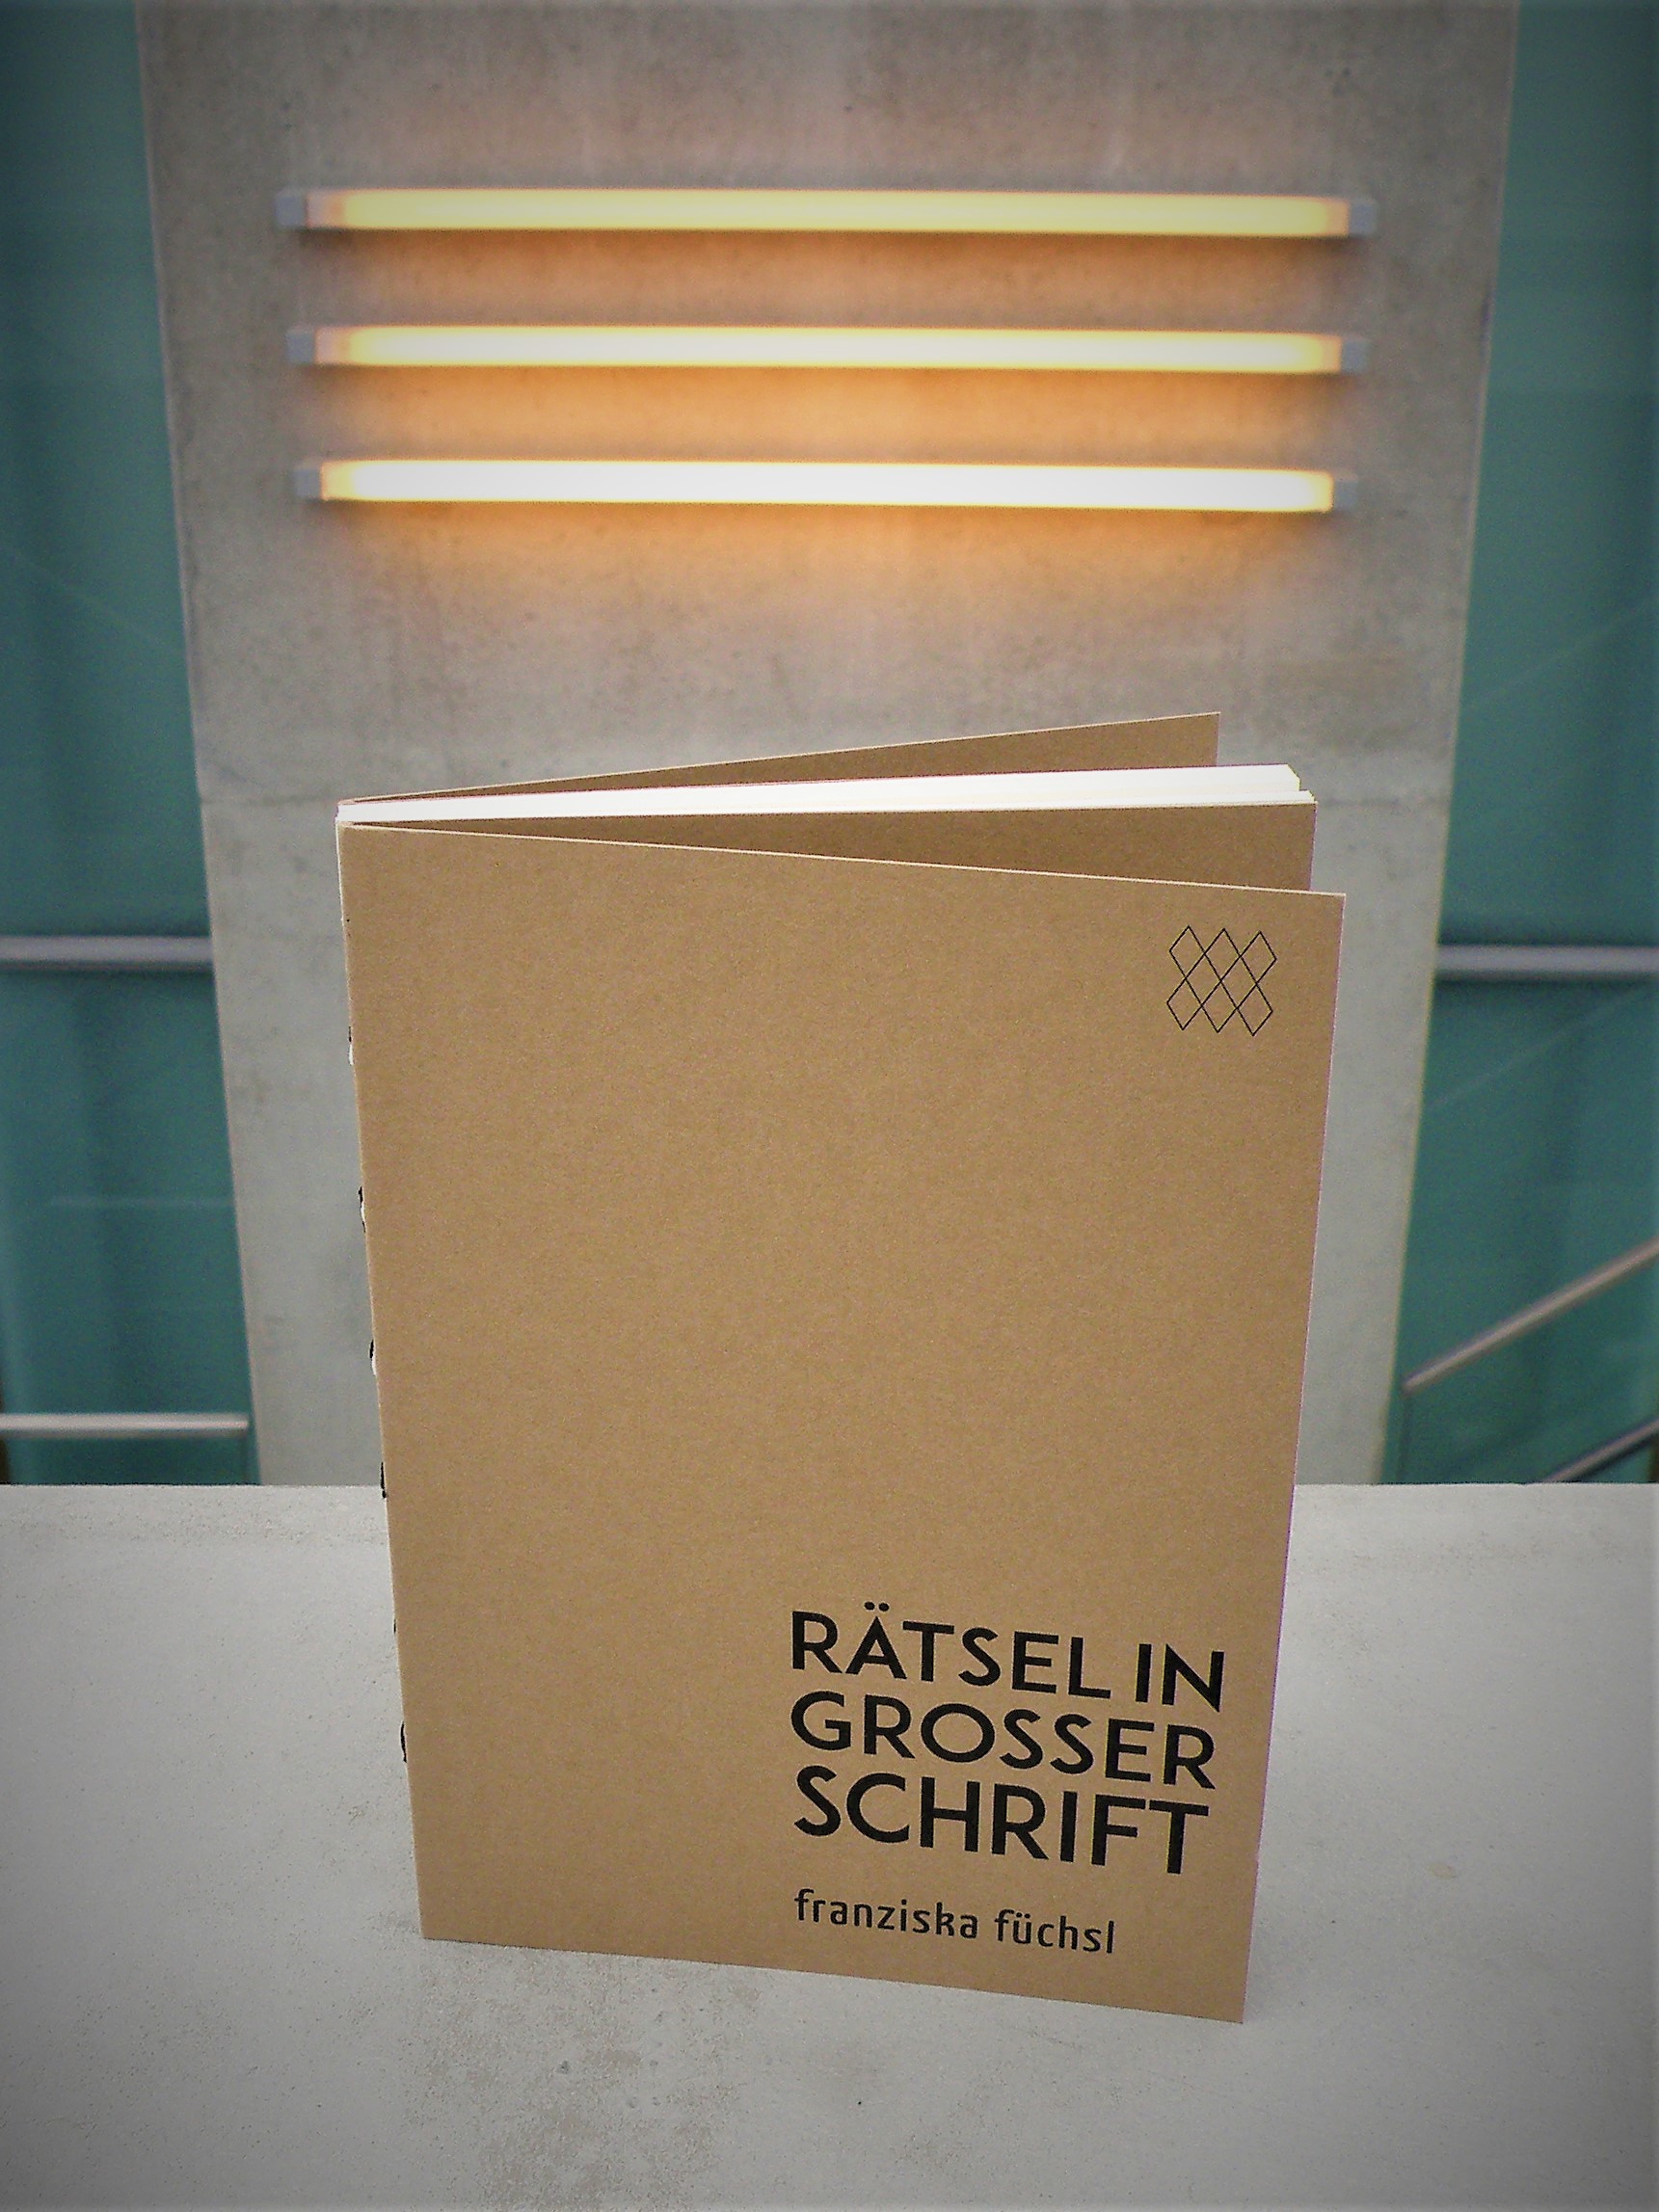 RÄTSEL IN
GROSSER
SCHRIFT
franziska füchsl